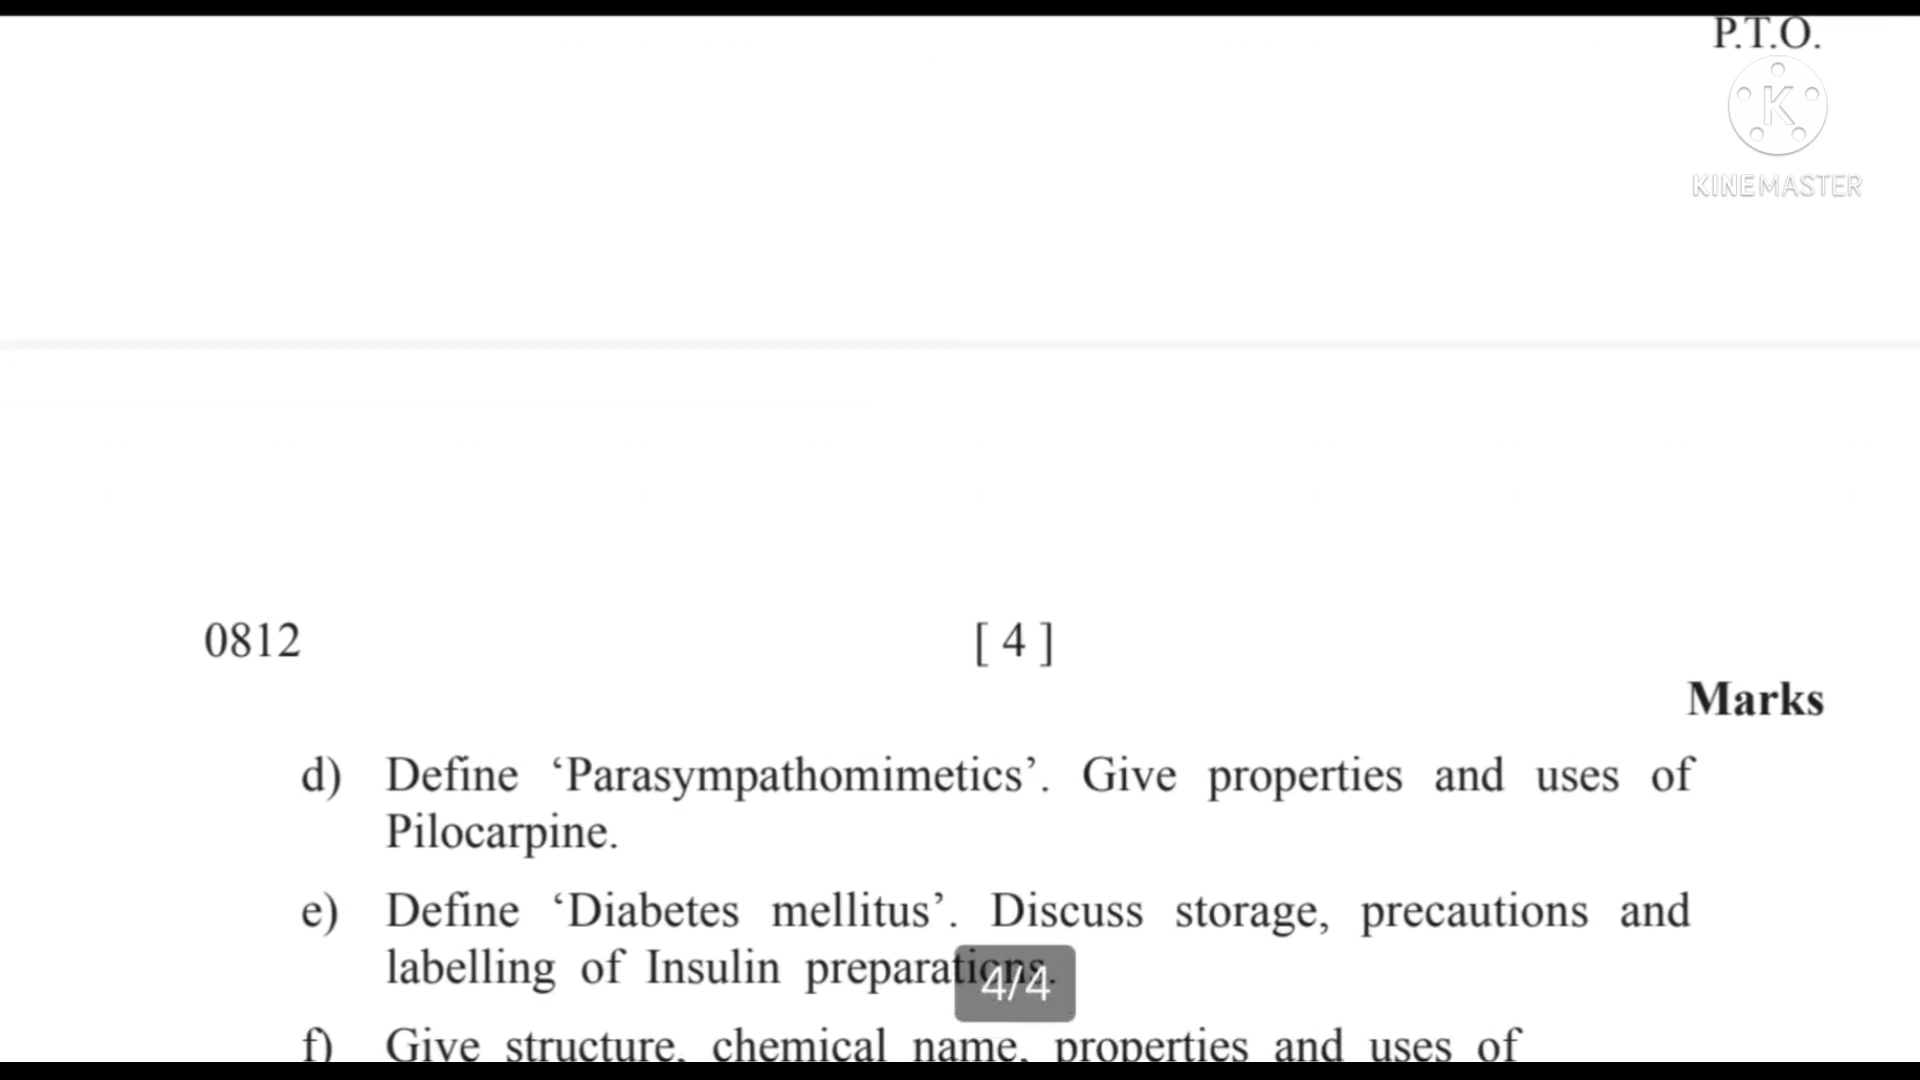 P.T.O.
K
KINEMASTER
0812
[ 4 ]
Marks
d) Define ‘Parasympathomimetics’. Give properties and uses of
Pilocarpine.
e) Define ‘Diabetes mellitus’. Discuss storage, precautions and
labelling of Insulin preparations.
4/4
f) Give structure, chemical name, properties and uses of